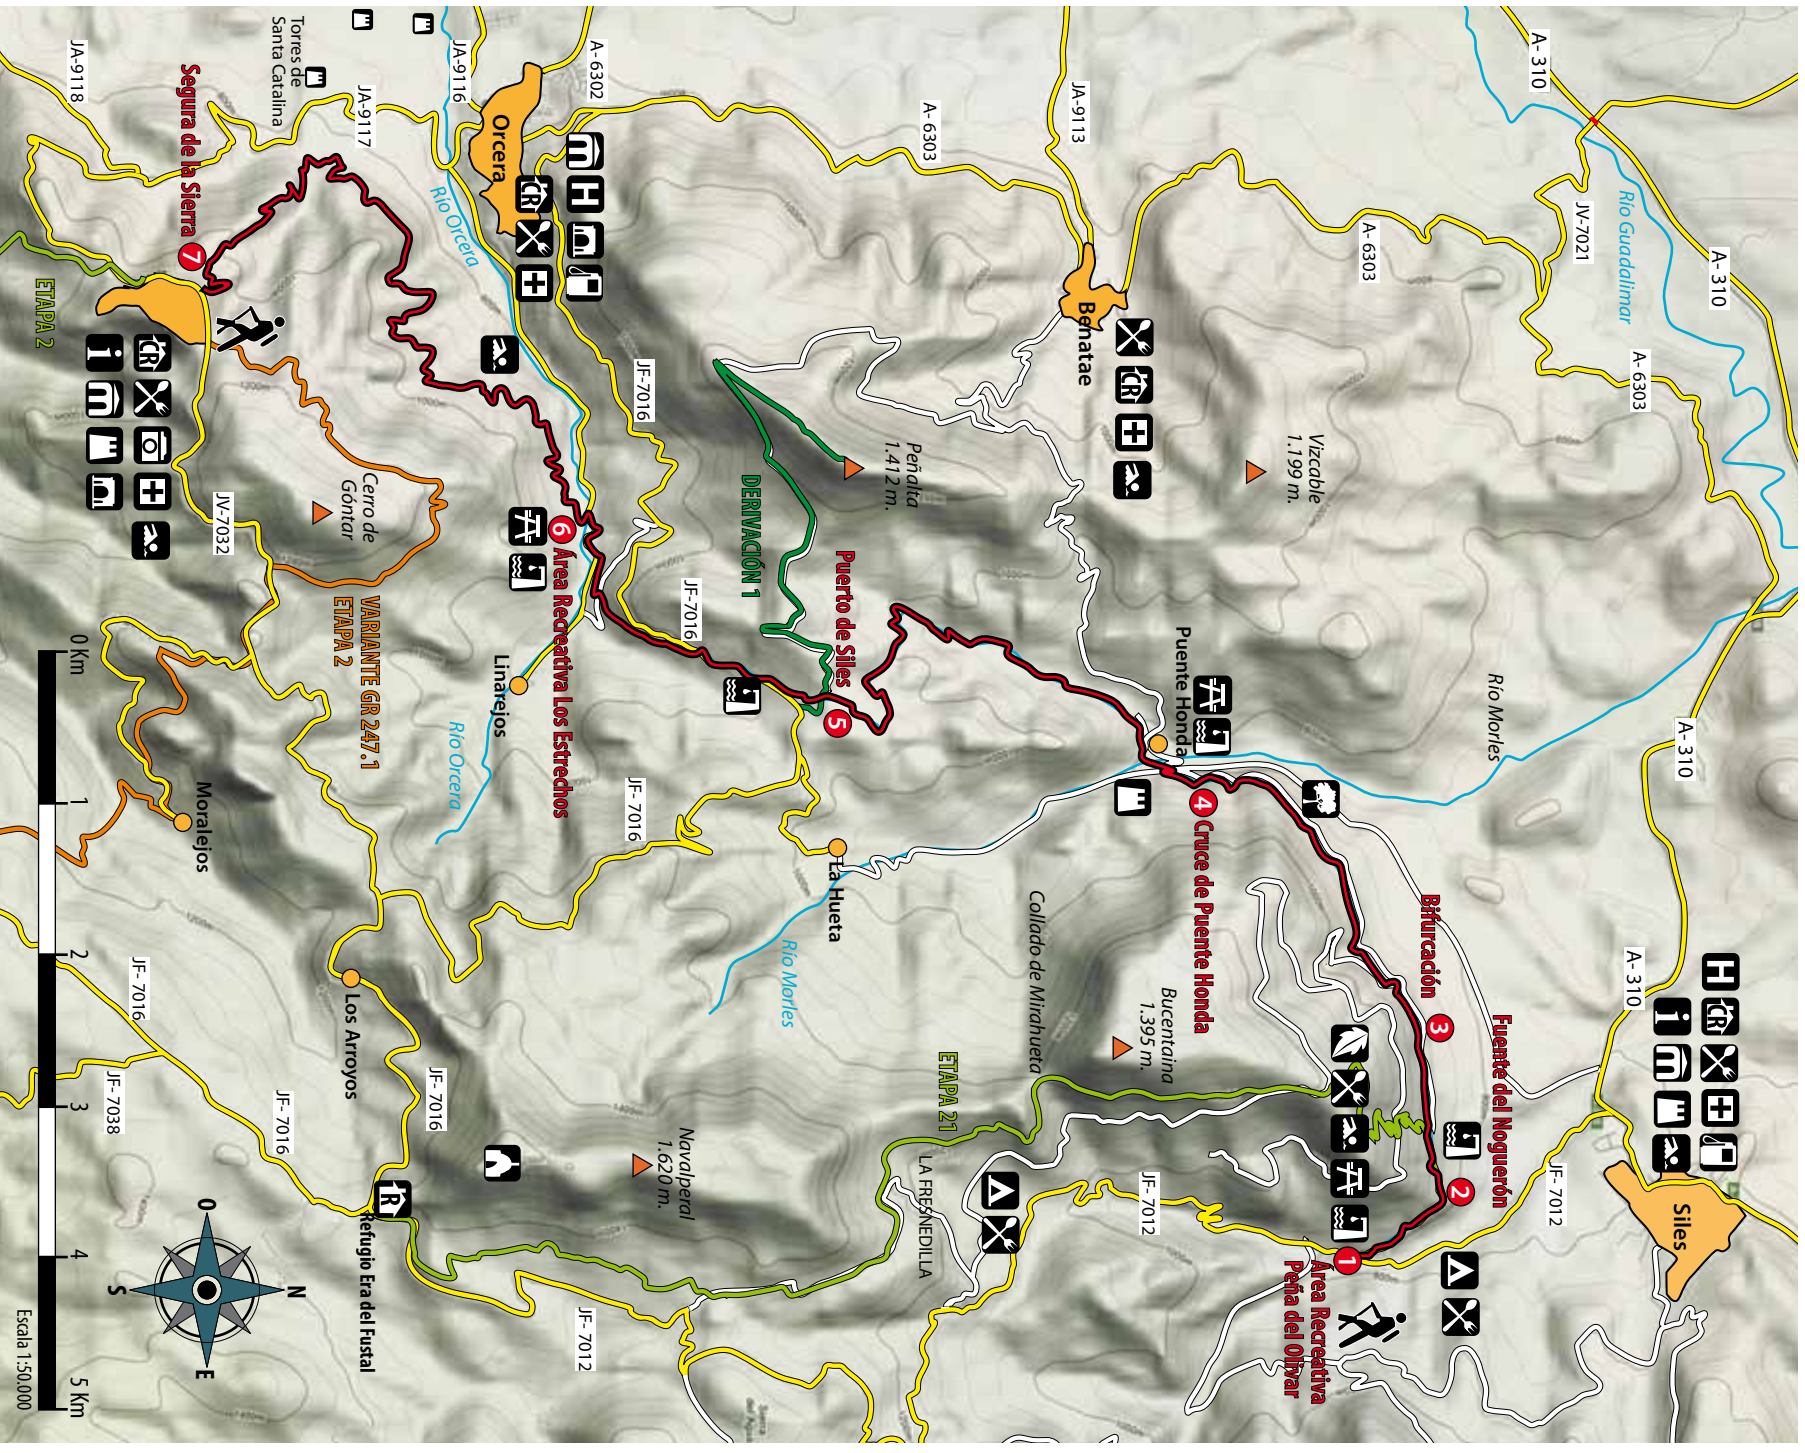 Torres de
Santa Catalina
JA-9118
Segura de la Sierra
7
JA-9117
JA-9116
A-6302
Orcera
Río Orcera
ETAPA 2
JF-7016
A-6303
JA-9113
Benatae
A-310
Río Guadalimar
JV-7021
A-6303
A-310
A-6303
Vizcable
1.199 m.
Peñalta
1.412 m.
DERIVACIÓN 1
Cerro de
Góntar
JV-7032
6
Área Recreativa Los Estrechos
VARIANTE GR 247.1
ETAPA 2
Linarejos
Río Orcera
JF-7016
Puerto de Siles
5
Puente Honda
Río Morles
A-310
4
Cruce de Puente Honda
JF-7016
La Hueta
Río Morles
Moralejos
Los Arroyos
JF-7016
JF-7038
JF-7016
JF-7016
Collado de Mirahueta
Bucentaina
1.395 m.
Bifurcación
3
Fuente del Noguerón
2
A-310
Siles
JF-7012
ETAPA 21
Navalperal
1.620 m.
LA FRESNEDILLA
JF-7012
1
Área Recreativa
Peña del Olivar
Refugio Era del Fustal
JF-7012
O
N
S
E
0 Km
1
2
3
4
5 Km
Escala 1:50.000